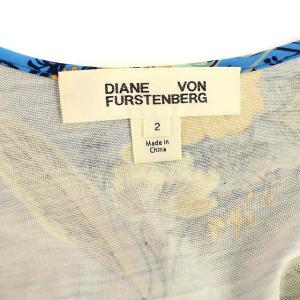 DIANE VON
FURSTENBERG
2
Made in
China